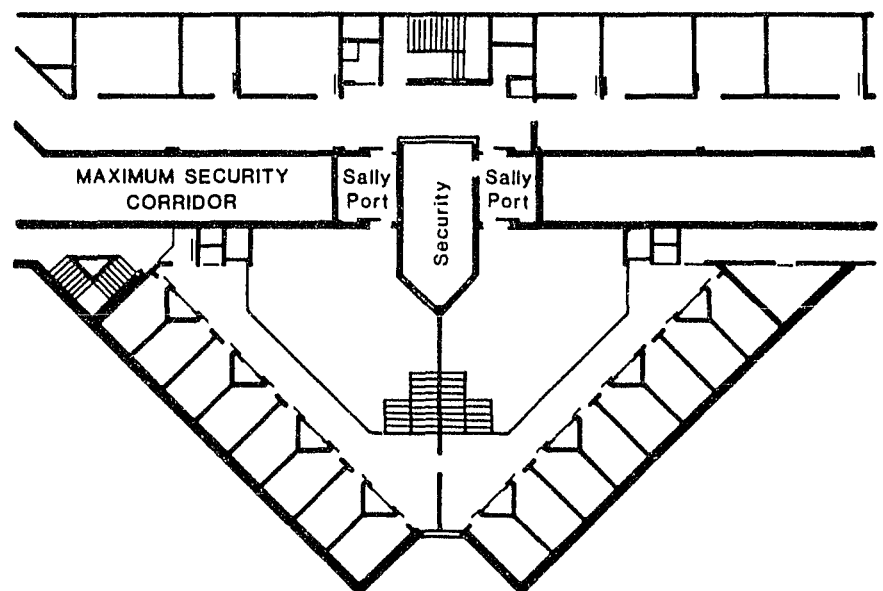 MAXIMUM SECURITY
CORRIDOR
Sally
Port
Security
Sally
Port